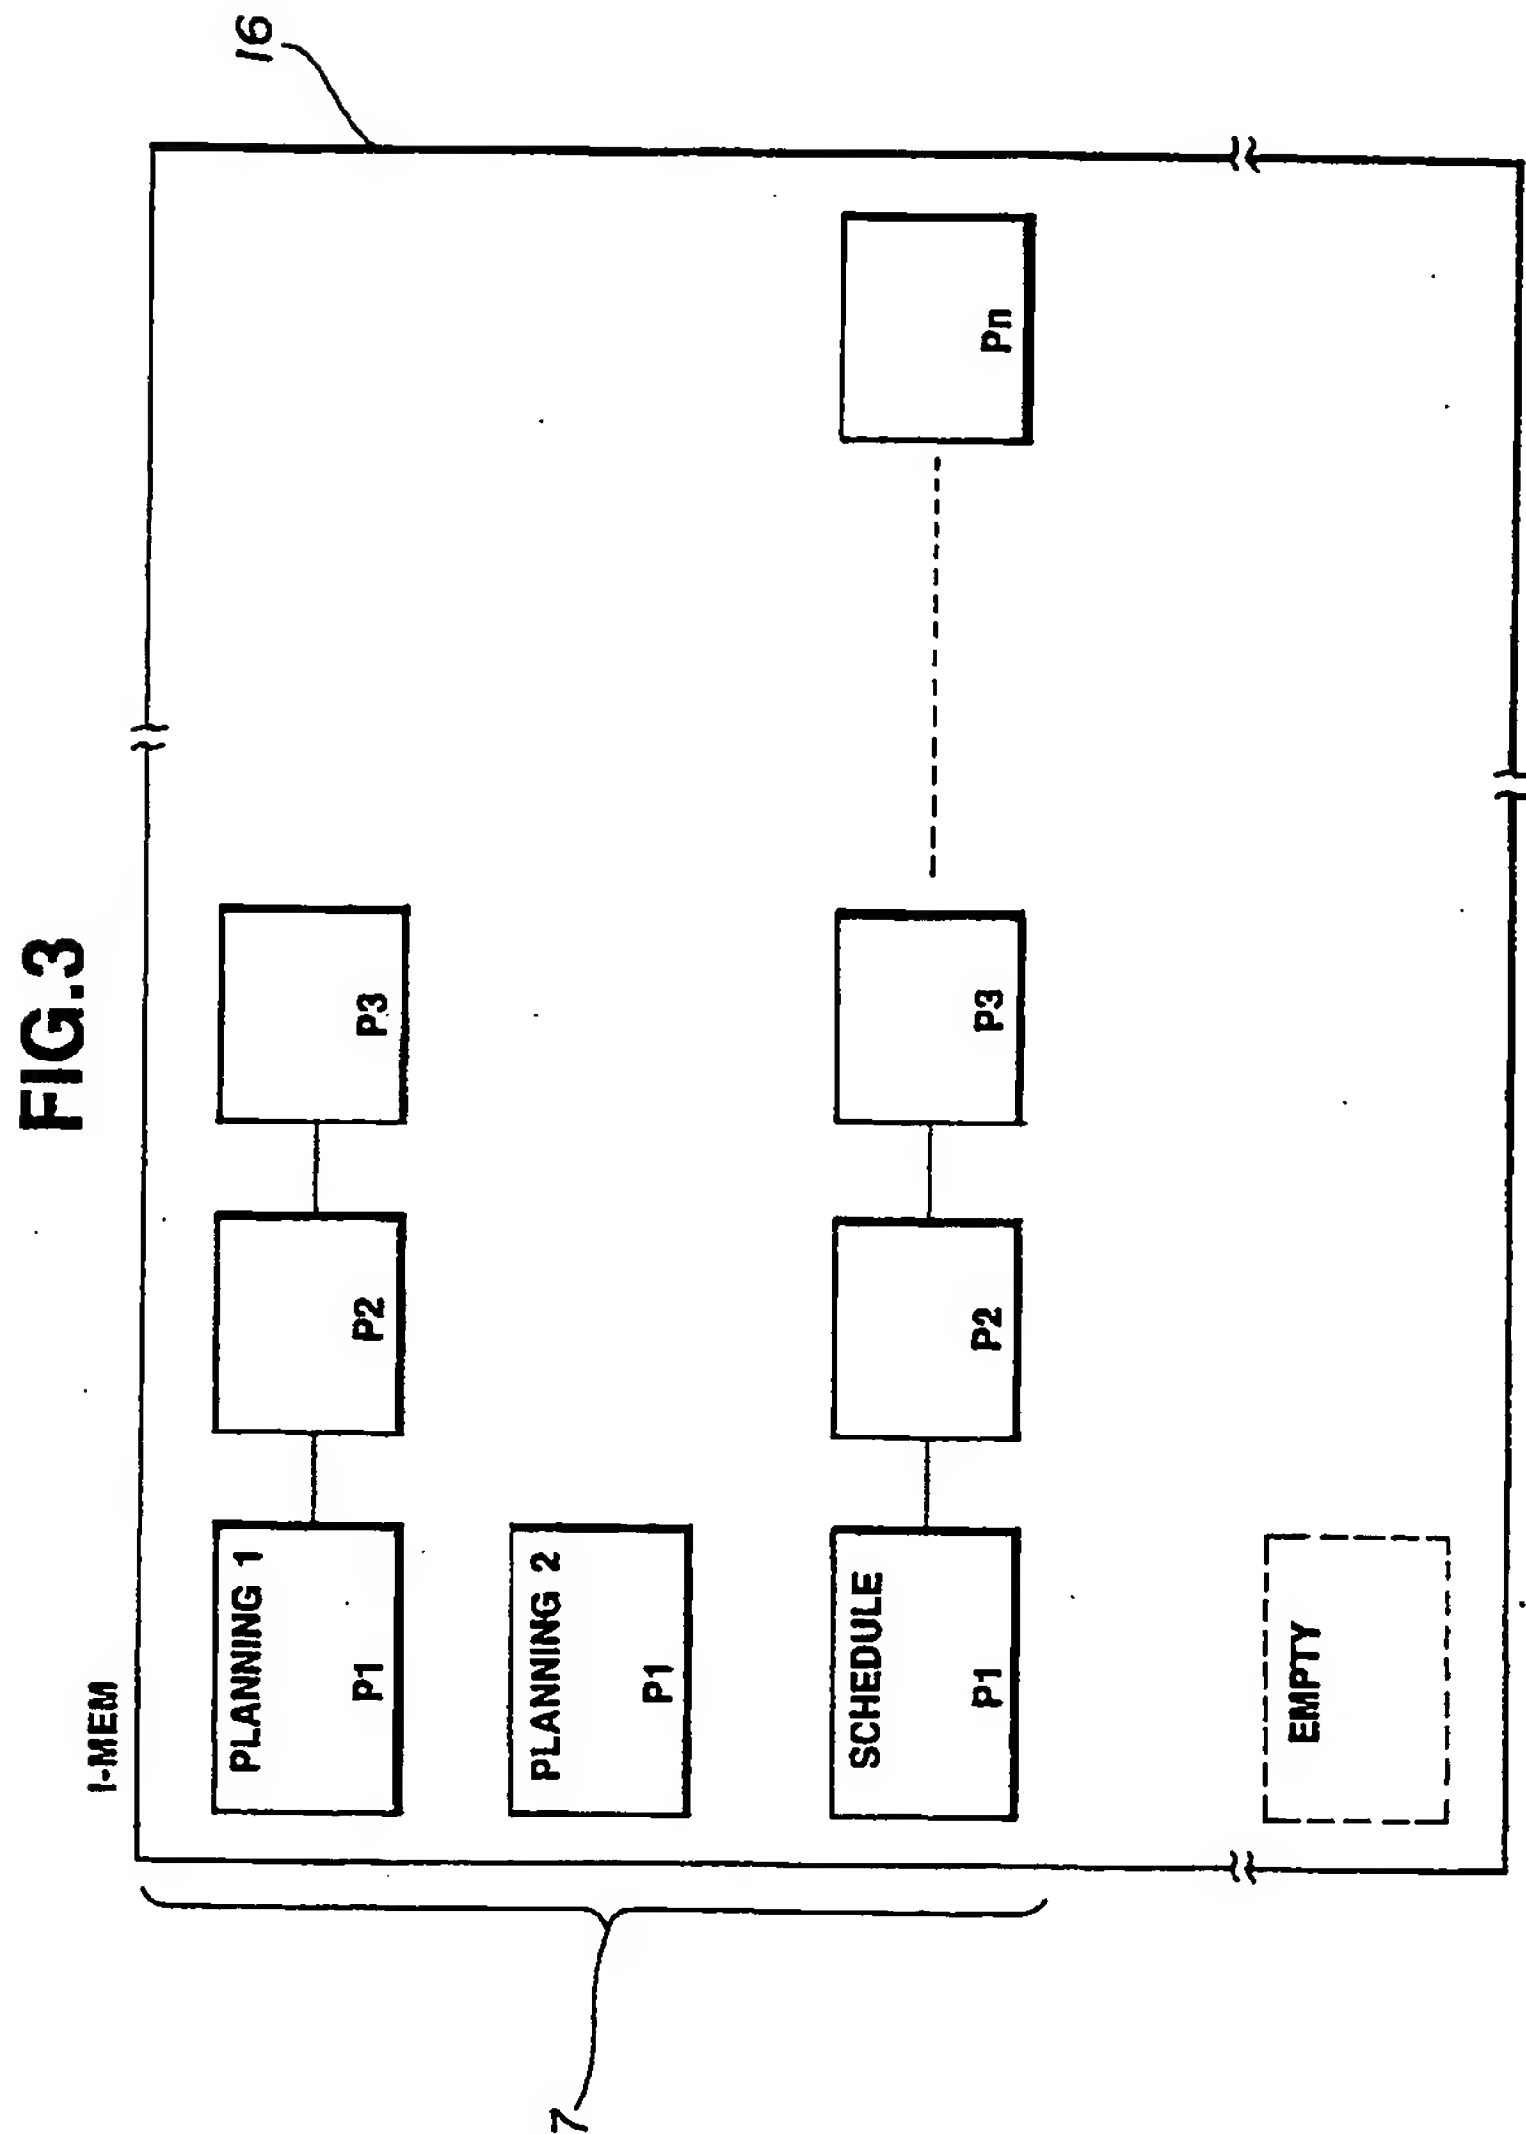 FIG.3
16
I-MEM
PLANNING 1
P1
P2
P3
PLANNING 2
P1
SCHEDULE
P1
P2
P3
Pn
EMPTY
7